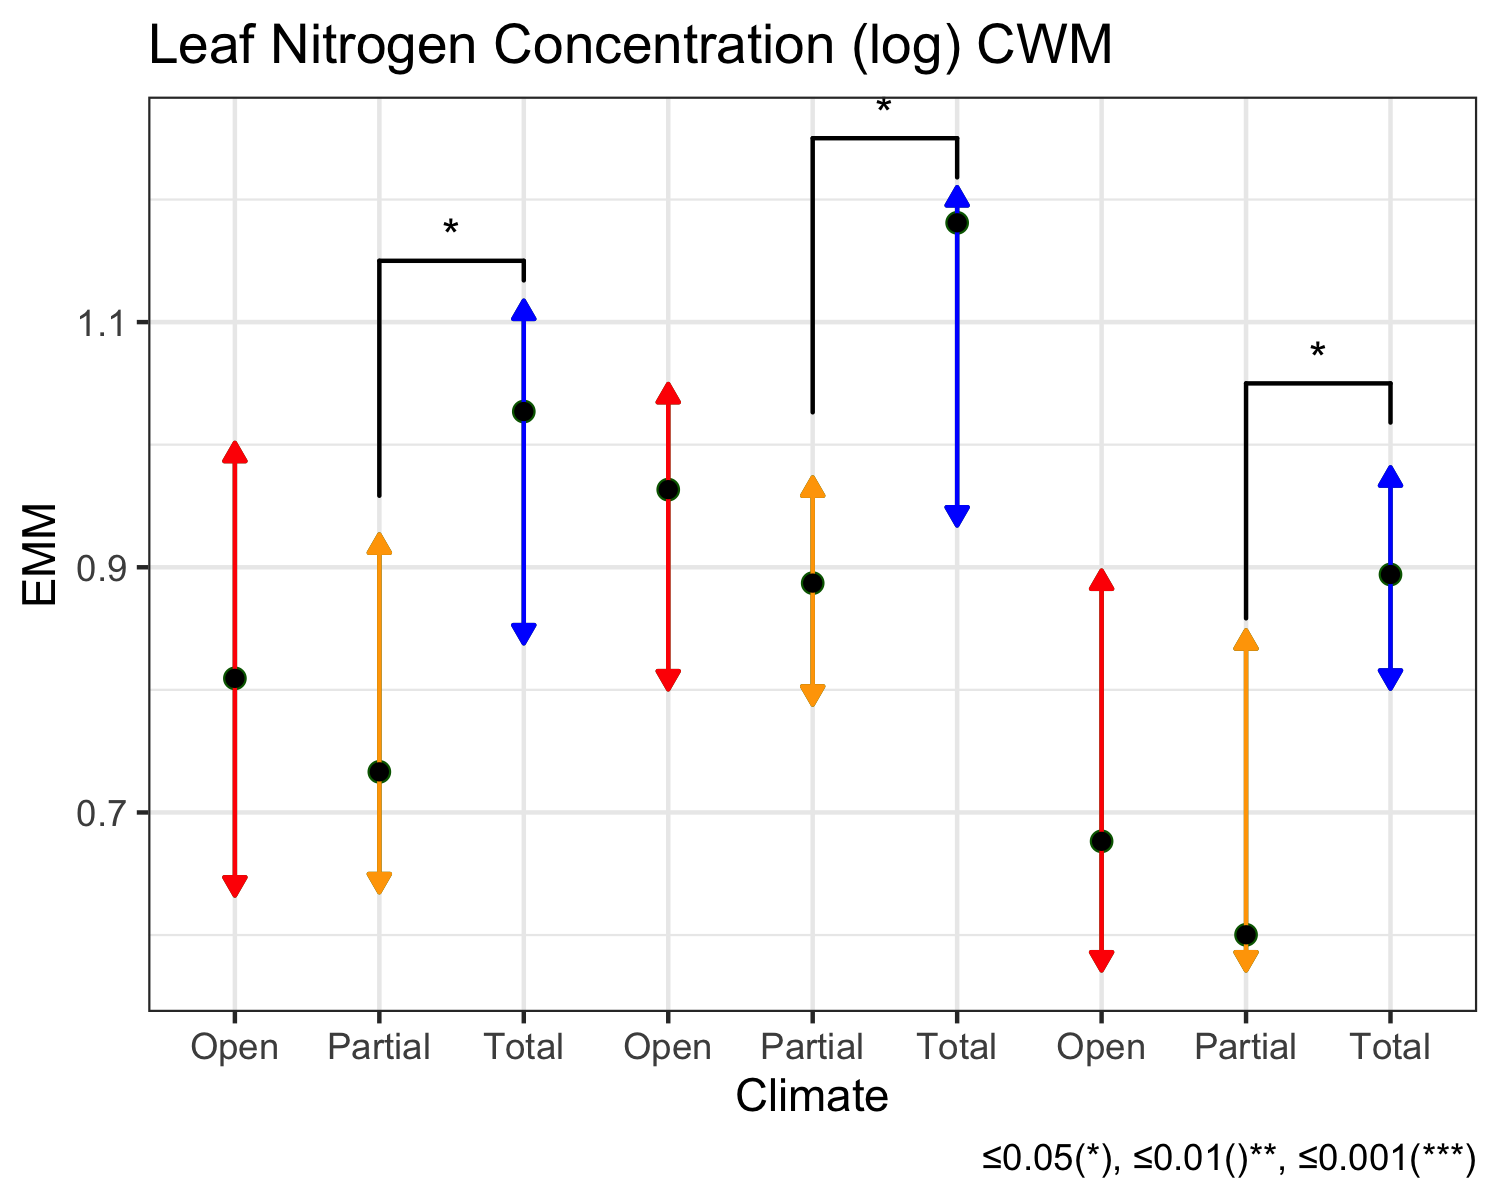 Leaf Nitrogen Concentration (log) CWM
*
*
*
1.1
0.9
0.7
EMM
Open Partial Total Open Partial Total Open Partial Total
Climate
≤0.05(*), ≤0.01()**, ≤0.001(***)